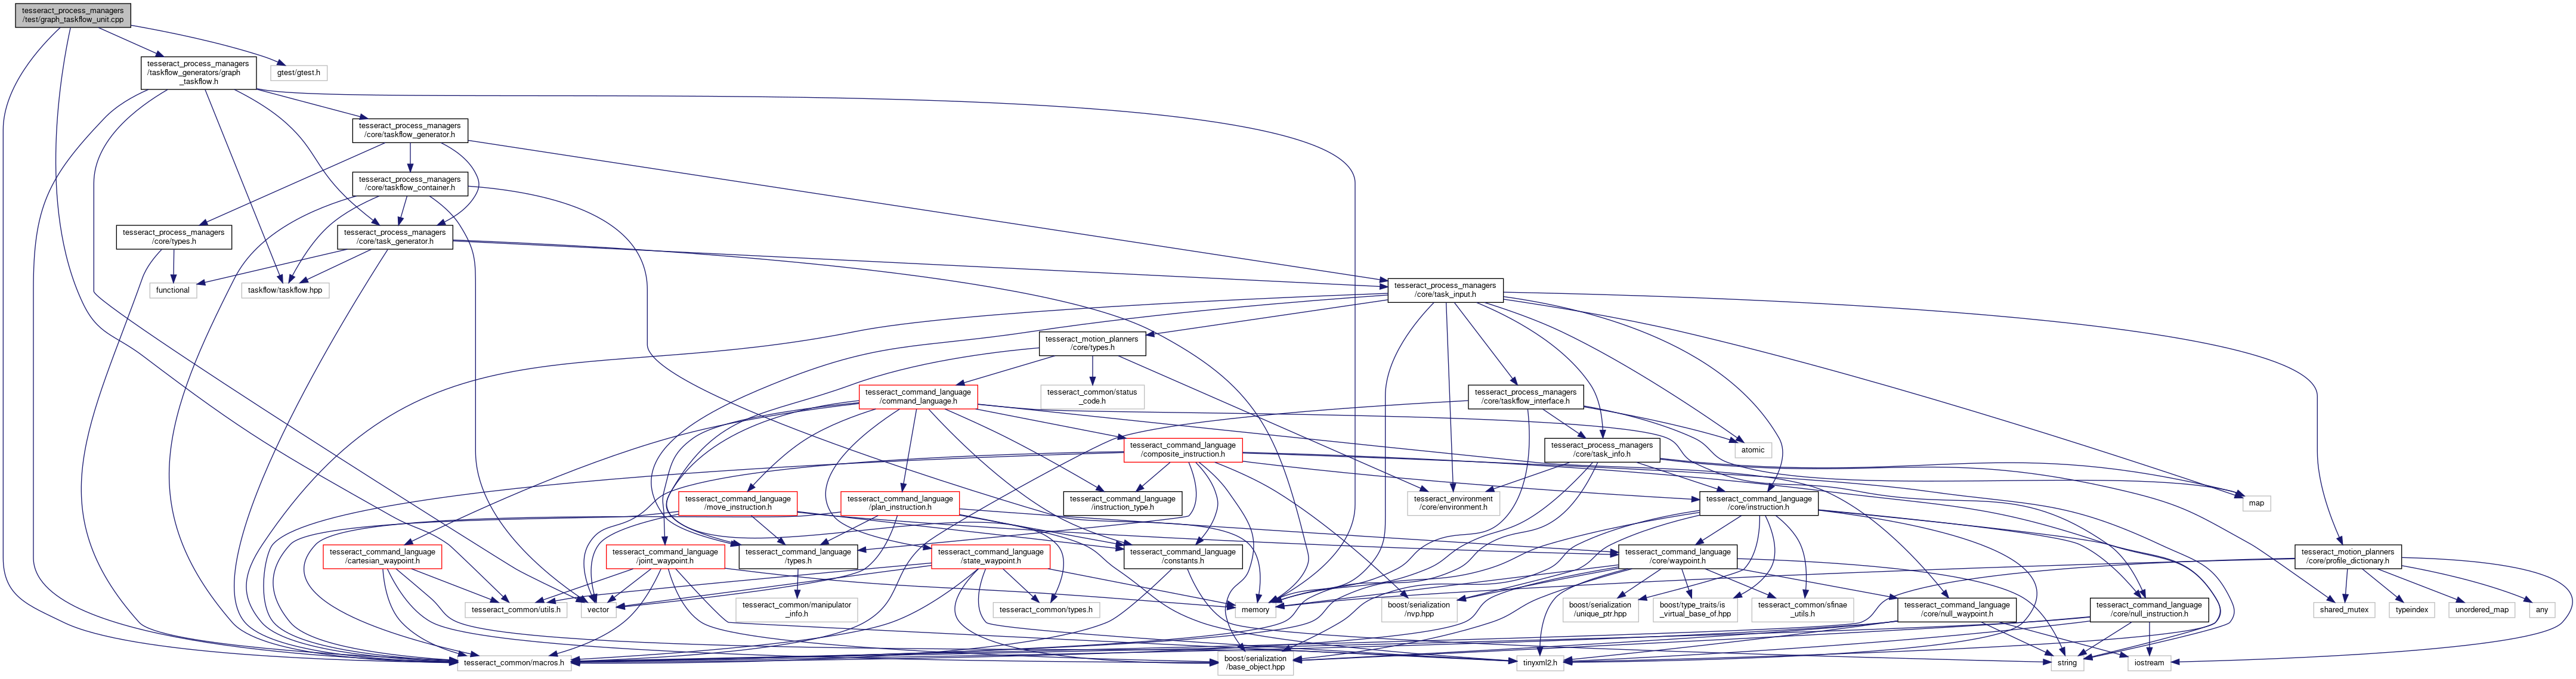 tesseract_process_managers
/test/graph_taskflow_unit.cpp
tesseract_process_managers
/taskflow_generators/graph
_taskflow.h
gtest/gtest.h
tesseract_process_managers
/core/taskflow_generator.h
tesseract_process_managers
/core/taskflow_container.h
tesseract_process_managers
/core/types.h
tesseract_process_managers
/core/task_generator.h
functional
taskflow/taskflow.hpp
tesseract_process_managers
/core/task_input.h
tesseract_motion_planners
/core/types.h
tesseract_command_language
/command_language.h
tesseract_common/status
_code.h
tesseract_process_managers
/core/taskflow_interface.h
tesseract_command_language
/composite_instruction.h
tesseract_process_managers
/core/task_info.h
atomic
tesseract_command_language
/move_instruction.h
tesseract_command_language
/plan_instruction.h
tesseract_command_language
/instruction_type.h
tesseract_environment
/core/environment.h
tesseract_command_language
/core/instruction.h
map
tesseract_command_language
/cartesian_waypoint.h
tesseract_command_language
/joint_waypoint.h
tesseract_command_language
/types.h
tesseract_command_language
/state_waypoint.h
tesseract_command_language
/constants.h
tesseract_command_language
/core/waypoint.h
tesseract_motion_planners
/core/profile_dictionary.h
tesseract_common/utils.h
vector
tesseract_common/manipulator
_info.h
tesseract_common/types.h
memory
boost/serialization
/nvp.hpp
boost/serialization
/unique_ptr.hpp
boost/type_traits/is
_virtual_base_of.hpp
tesseract_common/sfinae
_utils.h
tesseract_command_language
/core/null_waypoint.h
tesseract_command_language
/core/null_instruction.h
shared_mutex
typeindex
unordered_map
any
tesseract_common/macros.h
boost/serialization
/base_object.hpp
tinyxml2.h
string
iostream